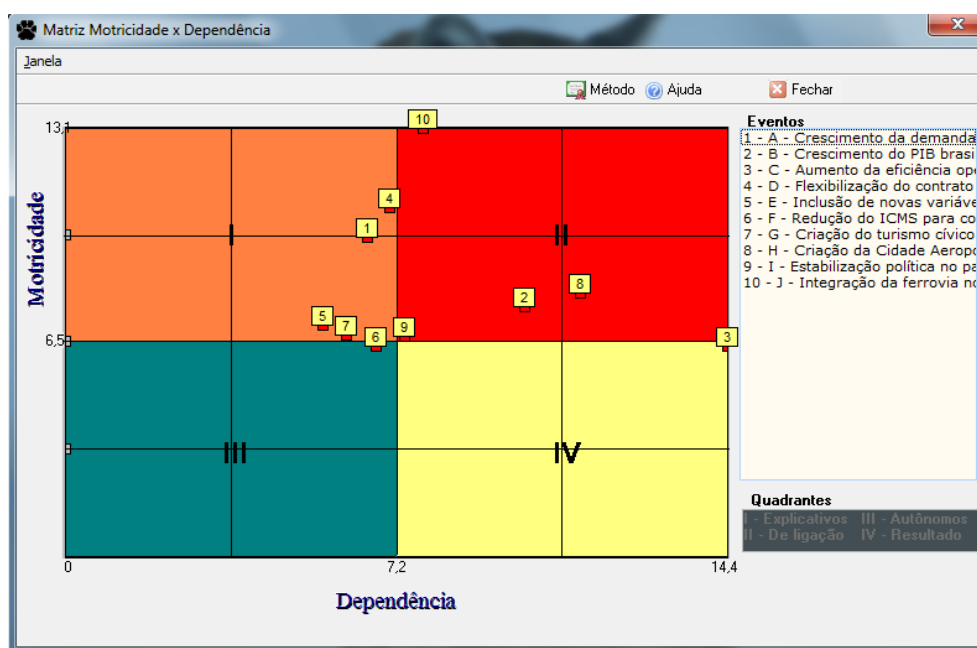 Matriz Motricidade x Dependência
Janela
Método Ajuda Fechar
Eventos
1 - A - Crescimento da demanda
2 - B - Crescimento do PIB brasi
3 - C - Aumento da eficiência ope
4 - D - Flexibilização do contrato
5 - E - Inclusão de novas variáve
6 - F - Redução do ICMS para co
7 - G - Criação do turismo cívico
8 - H - Criação da Cidade Aeropo
9 - I - Estabilização política no pa
10 - J - Integração da ferrovia no
Quadrantes
I - Explicativos III - Autônomos
II - De ligação IV - Resultado
Motricidade
13,1
6,5
10
4
1
I
II
8
2
5
7
6
9
3
III
IV
0
7,2
14,4
Dependência